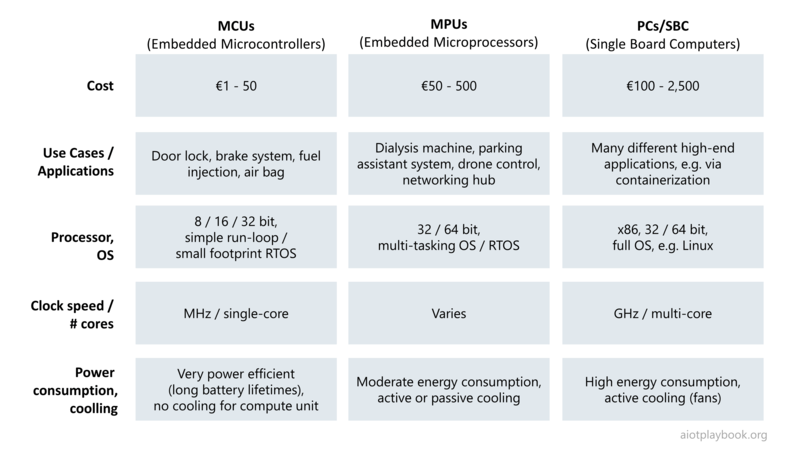 MCUs
(Embedded Microcontrollers)
MPUs
(Embedded Microprocessors)
PCs/SBC
(Single Board Computers)
Cost
€1 - 50
€50 - 500
€100 - 2,500
Use Cases /
Applications
Door lock, brake system, fuel
injection, air bag
Dialysis machine, parking
assistant system, drone control,
networking hub
Many different high-end
applications, e.g. via
containerization
Processor,
OS
8 / 16 / 32 bit,
simple run-loop /
small footprint RTOS
32 / 64 bit,
multi-tasking OS / RTOS
x86, 32 / 64 bit,
full OS, e.g. Linux
Clock speed /
# cores
MHz / single-core
Varies
GHz / multi-core
Power
consumption,
coolling
Very power efficient
(long battery lifetimes),
no cooling for compute unit
Moderate energy consumption,
active or passive cooling
High energy consumption,
active cooling (fans)
aiotplaybook.org